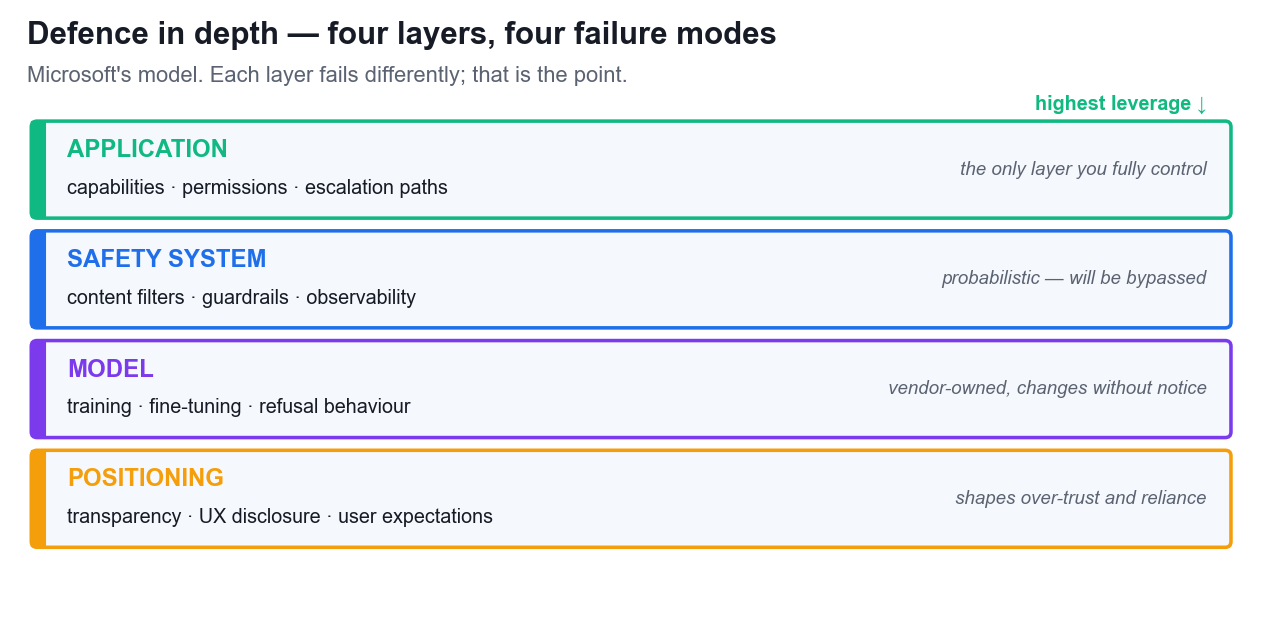 Defence in depth — four layers, four failure modes
Microsoft's model. Each layer fails differently; that is the point.
highest leverage ↓
APPLICATION
capabilities · permissions · escalation paths
the only layer you fully control
SAFETY SYSTEM
content filters · guardrails · observability
probabilistic — will be bypassed
MODEL
training · fine-tuning · refusal behaviour
vendor-owned, changes without notice
POSITIONING
transparency · UX disclosure · user expectations
shapes over-trust and reliance